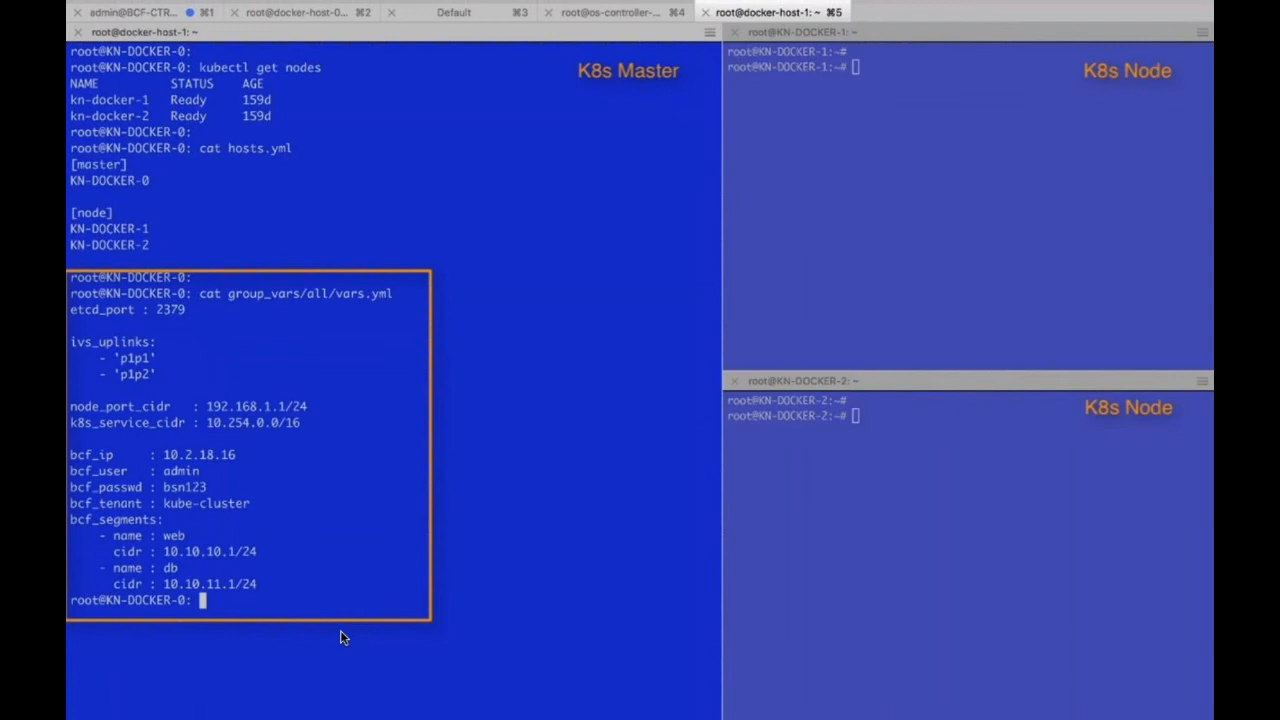 admin@BCF-CTR... ⌘1
root@docker-host-0... ⌘2
Default ⌘3
root@os-controller-... ⌘4
root@docker-host-1: ~ ⌘5
root@docker-host-1: ~
root@KN-DOCKER-0:
root@KN-DOCKER-0: kubectl get nodes
NAME STATUS AGE
kn-docker-1 Ready 159d
kn-docker-2 Ready 159d
root@KN-DOCKER-0:
root@KN-DOCKER-0: cat hosts.yml
[master]
KN-DOCKER-0
[node]
KN-DOCKER-1
KN-DOCKER-2
root@KN-DOCKER-0:
root@KN-DOCKER-0: cat group_vars/all/vars.yml
etcd_port : 2379
ivs_uplinks:
- 'p1p1'
- 'p1p2'
node_port_cidr : 192.168.1.1/24
k8s_service_cidr : 10.254.0.0/16
bcf_ip : 10.2.18.16
bcf_user : admin
bcf_passwd : bsn123
bcf_tenant : kube-cluster
bcf_segments:
- name : web
cidr : 10.10.10.1/24
- name : db
cidr : 10.10.11.1/24
root@KN-DOCKER-0:
K8s Master
root@KN-DOCKER-1: ~
root@KN-DOCKER-1:~#
root@KN-DOCKER-1:~#
K8s Node
root@KN-DOCKER-2: ~
root@KN-DOCKER-2:~#
root@KN-DOCKER-2:~#
K8s Node